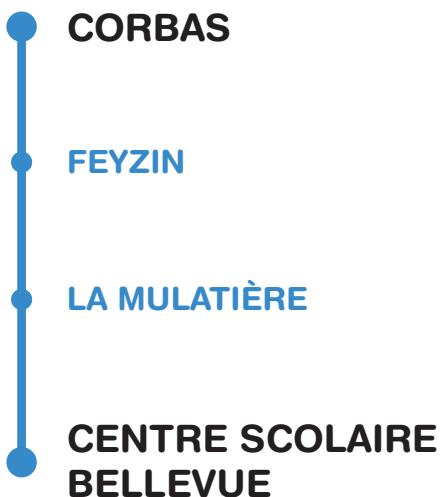 CORBAS
FEYZIN
LA MULATIÈRE
CENTRE SCOLAIRE
BELLEVUE